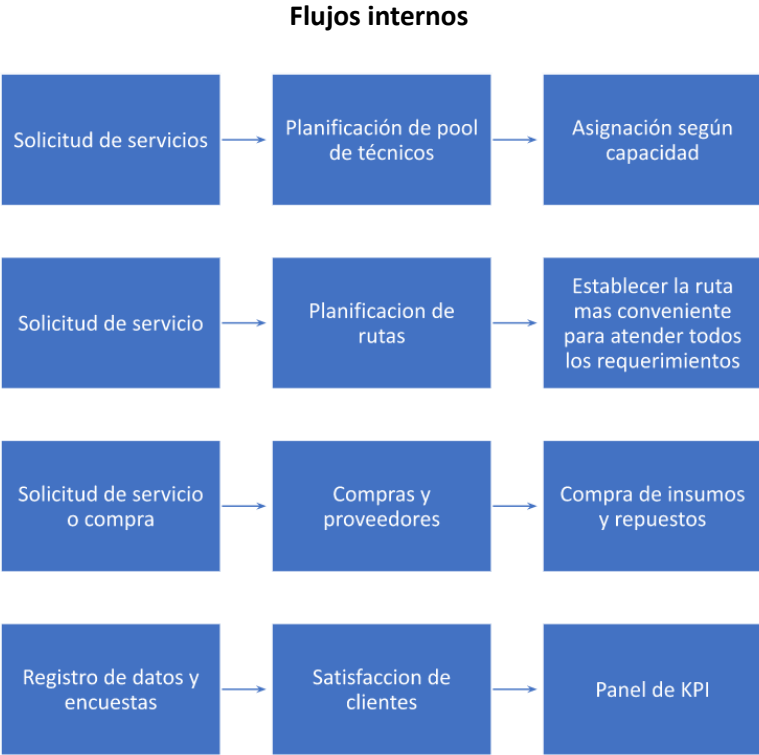 Flujos internos
Solicitud de servicios
Planificación de pool
de técnicos
Asignación según
capacidad
Solicitud de servicio
Planificacion de
rutas
Establecer la ruta
mas conveniente
para atender todos
los requerimientos
Solicitud de servicio
o compra
Compras y
proveedores
Compra de insumos
y repuestos
Registro de datos y
encuestas
Satisfaccion de
clientes
Panel de KPI